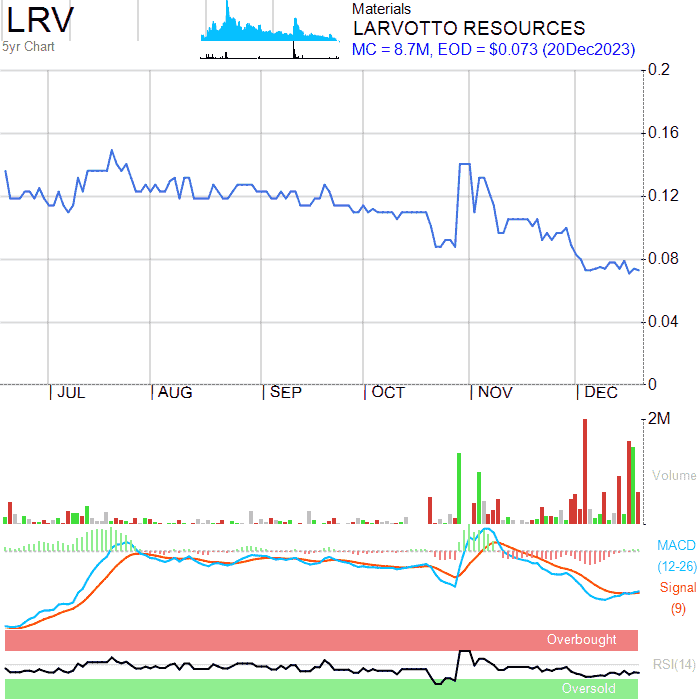 LRV
5yr Chart
Materials
LARVOTTO RESOURCES
MC = 8.7M, EOD = $0.073 (20Dec2023)
0.2
0.16
0.12
0.08
0.04
0
JUL AUG SEP OCT NOV DEC
2M
Volume
MACD
(12-26)
Signal
(9)
Overbought
RSI(14)
Oversold